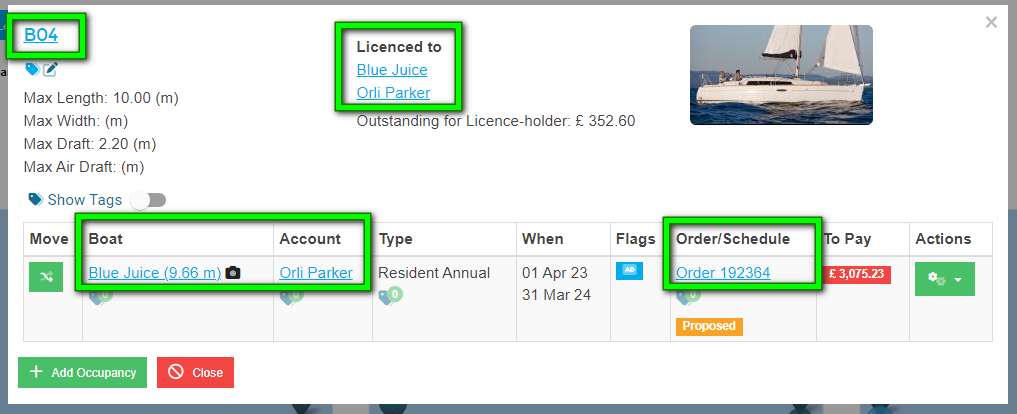 B04
×
Licenced to
Blue Juice
Orli Parker
Outstanding for Licence-holder: £ 352.60
Max Length: 10.00 (m)
Max Width: (m)
Max Draft: 2.20 (m)
Max Air Draft: (m)
Show Tags
Move Boat Account Type When Flags Order/Schedule To Pay Actions
Blue Juice (9.66 m) Orli Parker Resident Annual 01 Apr 23 AD Order 192364 £ 3,075.23
0 0 31 Mar 24 0
Proposed
+ Add Occupancy Close